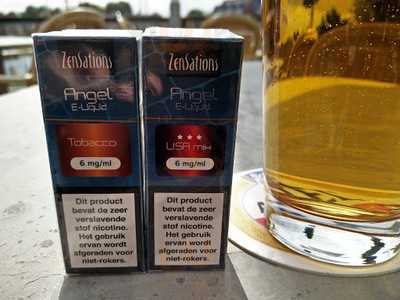 ZenSations
Angel
E-Liquid
Tobacco
6 mg/ml
Dit product
bevat de zeer
verslavende
stof nicotine.
Het gebruik
ervan wordt
afgeraden voor
niet-rokers.
ZenSations
Angel
E-Liquid
USA mix
6 mg/ml
Dit product
bevat de zeer
verslavende
stof nicotine.
Het gebruik
ervan wordt
afgeraden voor
niet-rokers.